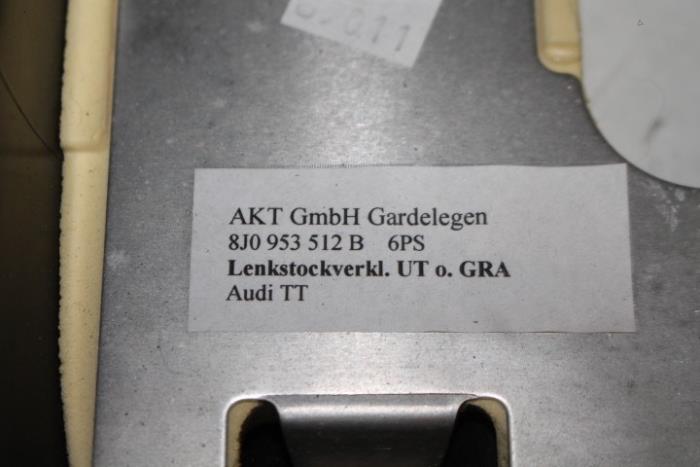 AKT GmbH Gardelegen
8J0 953 512 B 6PS
Lenkstockverkl. UT o. GRA
Audi TT